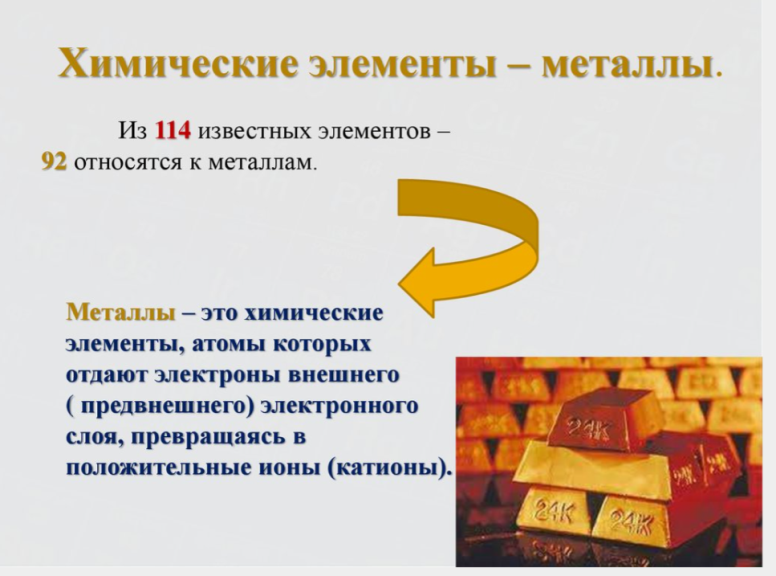 Химические элементы – металлы.
Из 114 известных элементов –
92 относятся к металлам.
Металлы – это химические
элементы, атомы которых
отдают электроны внешнего
( предвнешнего) электронного
слоя, превращаясь в
положительные ионы (катионы).
24K
24K
24K
24K